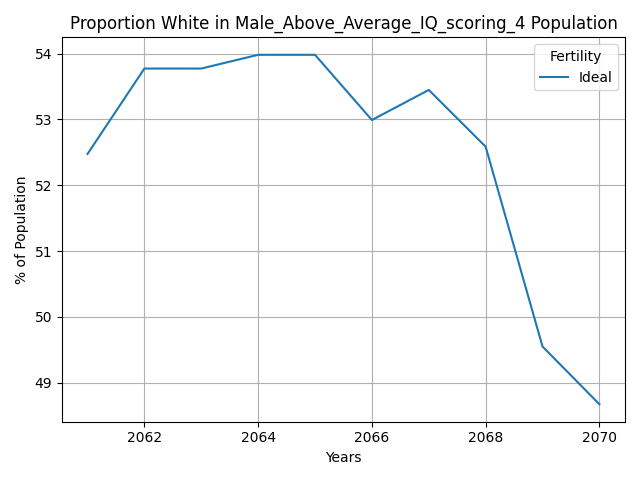 Proportion White in Male_Above_Average_IQ_scoring_4 Population
Fertility
Ideal
% of Population
54
53
52
51
50
49
2062 2064 2066 2068 2070
Years